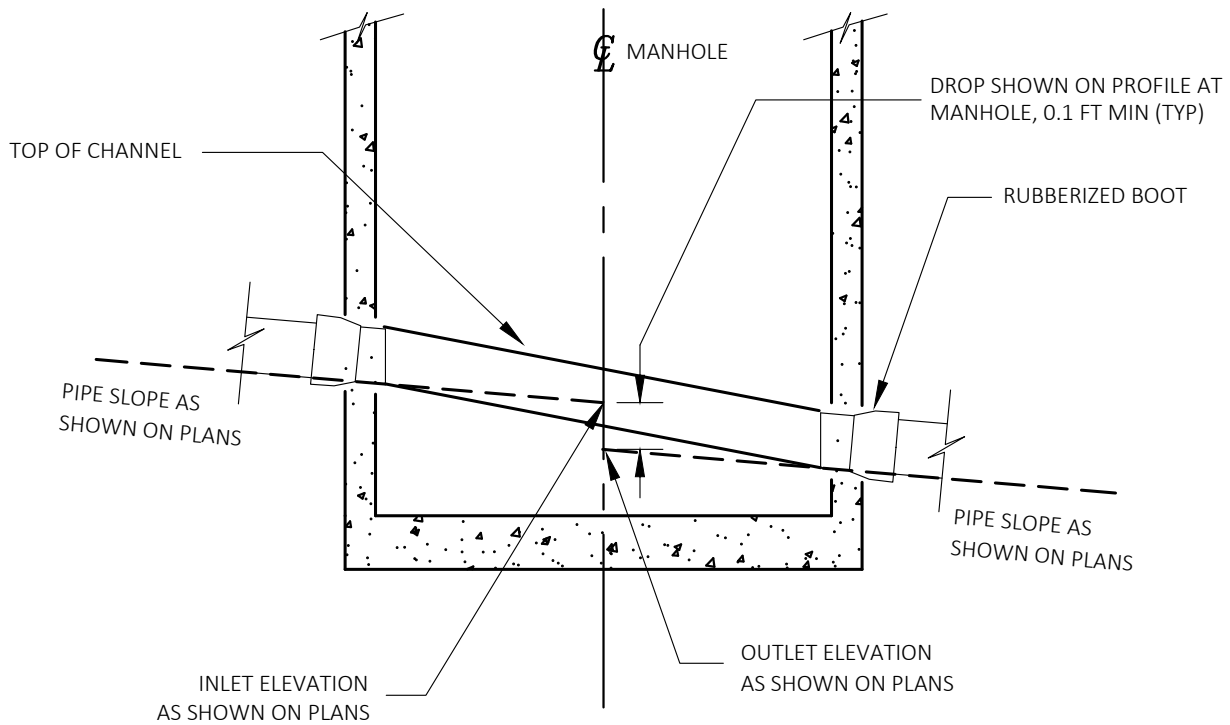 ℄ MANHOLE
DROP SHOWN ON PROFILE AT
MANHOLE, 0.1 FT MIN (TYP)
TOP OF CHANNEL
RUBBERIZED BOOT
PIPE SLOPE AS
SHOWN ON PLANS
PIPE SLOPE AS
SHOWN ON PLANS
OUTLET ELEVATION
AS SHOWN ON PLANS
INLET ELEVATION
AS SHOWN ON PLANS